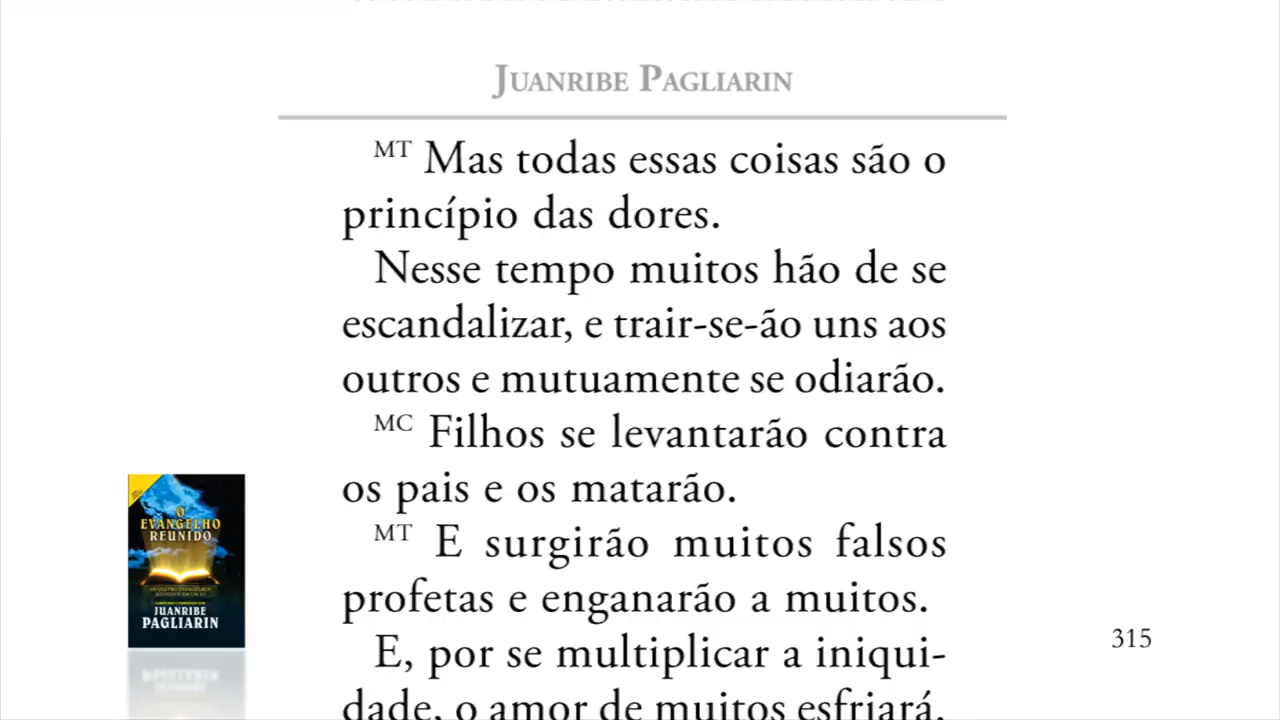 JUANRIBE PAGLIARIN
MT Mas todas essas coisas são o
princípio das dores.
Nesse tempo muitos hão de se
escandalizar, e trair-se-ão uns aos
outros e mutuamente se odiarão.
MC Filhos se levantarão contra
os pais e os matarão.
MT E surgirão muitos falsos
profetas e enganarão a muitos.
E, por se multiplicar a iniqui-
dade, o amor de muitos esfriará.
O
EVANGELHO
REUNIDO
JUANRIBE
PAGLIARIN
315